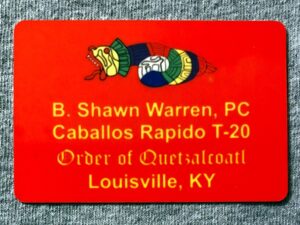 B. Shawn Warren, PC
Caballos Rapido T-20
Order of Quetzalcoatl
Louisville, KY